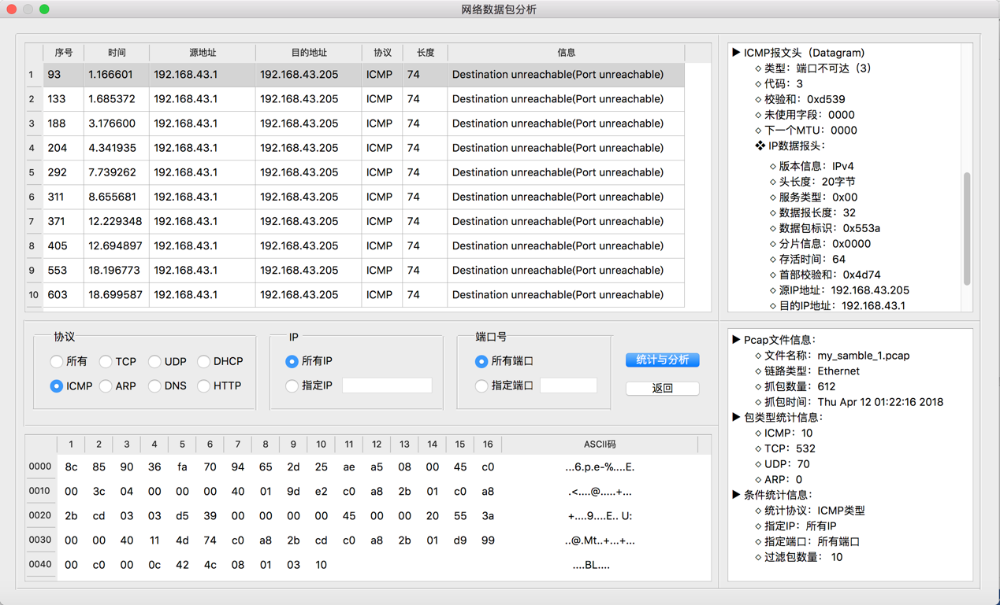 网络数据包分析
序号 时间 源地址 目的地址 协议 长度 信息
1 93 1.166601 192.168.43.1 192.168.43.205 ICMP 74 Destination unreachable(Port unreachable)
2 133 1.685372 192.168.43.1 192.168.43.205 ICMP 74 Destination unreachable(Port unreachable)
3 188 3.176600 192.168.43.1 192.168.43.205 ICMP 74 Destination unreachable(Port unreachable)
4 204 4.341935 192.168.43.1 192.168.43.205 ICMP 74 Destination unreachable(Port unreachable)
5 292 7.739262 192.168.43.1 192.168.43.205 ICMP 74 Destination unreachable(Port unreachable)
6 311 8.655681 192.168.43.1 192.168.43.205 ICMP 74 Destination unreachable(Port unreachable)
7 371 12.229348 192.168.43.1 192.168.43.205 ICMP 74 Destination unreachable(Port unreachable)
8 405 12.694897 192.168.43.1 192.168.43.205 ICMP 74 Destination unreachable(Port unreachable)
9 553 18.196773 192.168.43.1 192.168.43.205 ICMP 74 Destination unreachable(Port unreachable)
10 603 18.699587 192.168.43.1 192.168.43.205 ICMP 74 Destination unreachable(Port unreachable)
▶ ICMP报文头（Datagram)
◇ 类型：端口不可达（3）
◇ 代码：3
◇ 校验和：0xd539
◇ 未使用字段：0000
◇ 下一个MTU：0000
❖ IP数据报头：
◇ 版本信息：IPv4
◇ 头长度：20字节
◇ 服务类型：0x00
◇ 数据报长度：32
◇ 数据包标识：0x553a
◇ 分片信息：0x0000
◇ 存活时间：64
◇ 首部校验和：0x4d74
◇ 源IP地址：192.168.43.205
◇ 目的IP地址：192.168.43.1
协议
所有 TCP UDP DHCP
ICMP ARP DNS HTTP
IP
所有IP
指定IP
端口号
所有端口
指定端口
统计与分析
返回
1 2 3 4 5 6 7 8 9 10 11 12 13 14 15 16 ASCII码
0000 8c 85 90 36 fa 70 94 65 2d 25 ae a5 08 00 45 c0 ...6.p.e-%....E.
0010 00 3c 04 00 00 00 40 01 9d e2 c0 a8 2b 01 c0 a8 .<....@.....+...
0020 2b cd 03 03 d5 39 00 00 00 00 45 00 00 20 55 3a +....9....E.. U:
0030 00 00 40 11 4d 74 c0 a8 2b cd c0 a8 2b 01 d9 99 ..@.Mt..+...+...
0040 00 c0 00 0c 42 4c 08 01 03 10 ....BL....
▶ Pcap文件信息：
◇ 文件名称：my_samble_1.pcap
◇ 链路类型：Ethernet
◇ 抓包数量：612
◇ 抓包时间：Thu Apr 12 01:22:16 2018
▶ 包类型统计信息：
◇ ICMP：10
◇ TCP：532
◇ UDP：70
◇ ARP：0
▶ 条件统计信息：
◇ 统计协议：ICMP类型
◇ 指定IP：所有IP
◇ 指定端口：所有端口
◇ 过滤包数量： 10